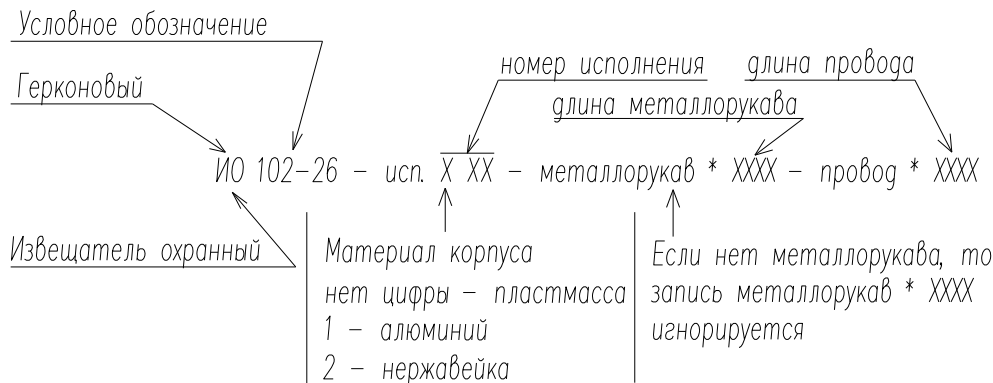 Условное обозначение
Герконовый
номер исполнения
длина провода
длина металлорукава
ИО 102-26 - исп. X XX - металлорукав * XXXX - провод * XXXX
Извещатель охранный
Материал корпуса
нет цифры - пластмасса
1 - алюминий
2 - нержавейка
Если нет металлорукава, то
запись металлорукав * XXXX
игнорируется